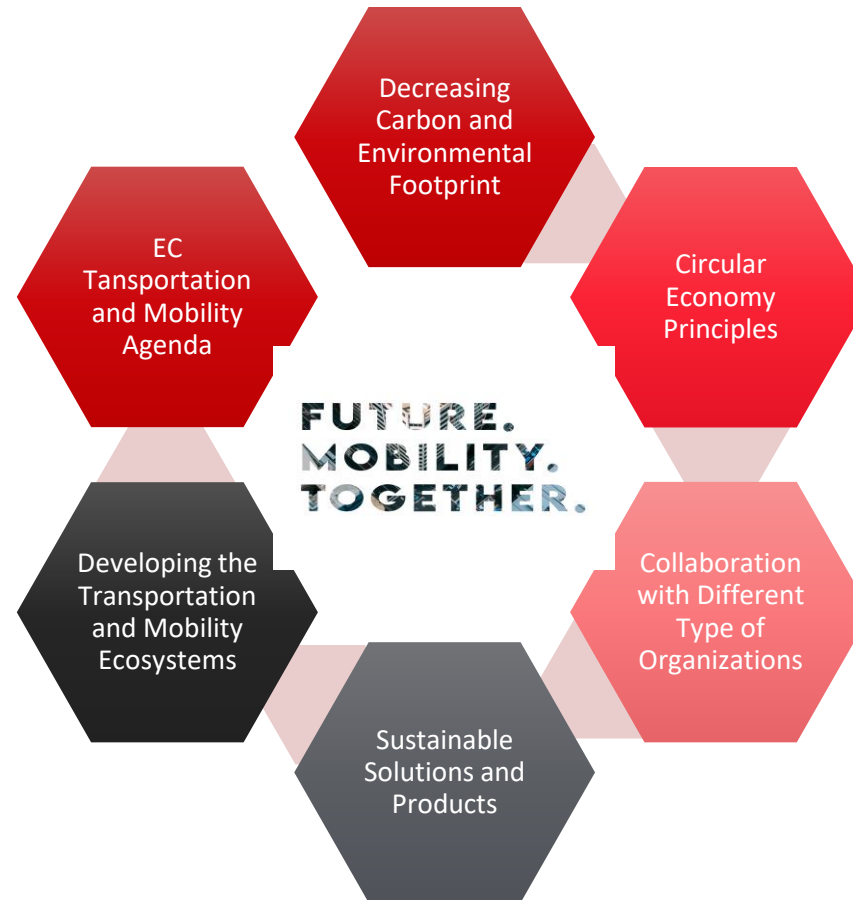 Decreasing
Carbon and
Environmental
Footprint
Circular
Economy
Principles
Collaboration
with Different
Type of
Organizations
Sustainable
Solutions and
Products
Developing the
Transportation
and Mobility
Ecosystems
EC
Tansportation
and Mobility
Agenda
FUTURE.
MOBILITY.
TOGETHER.